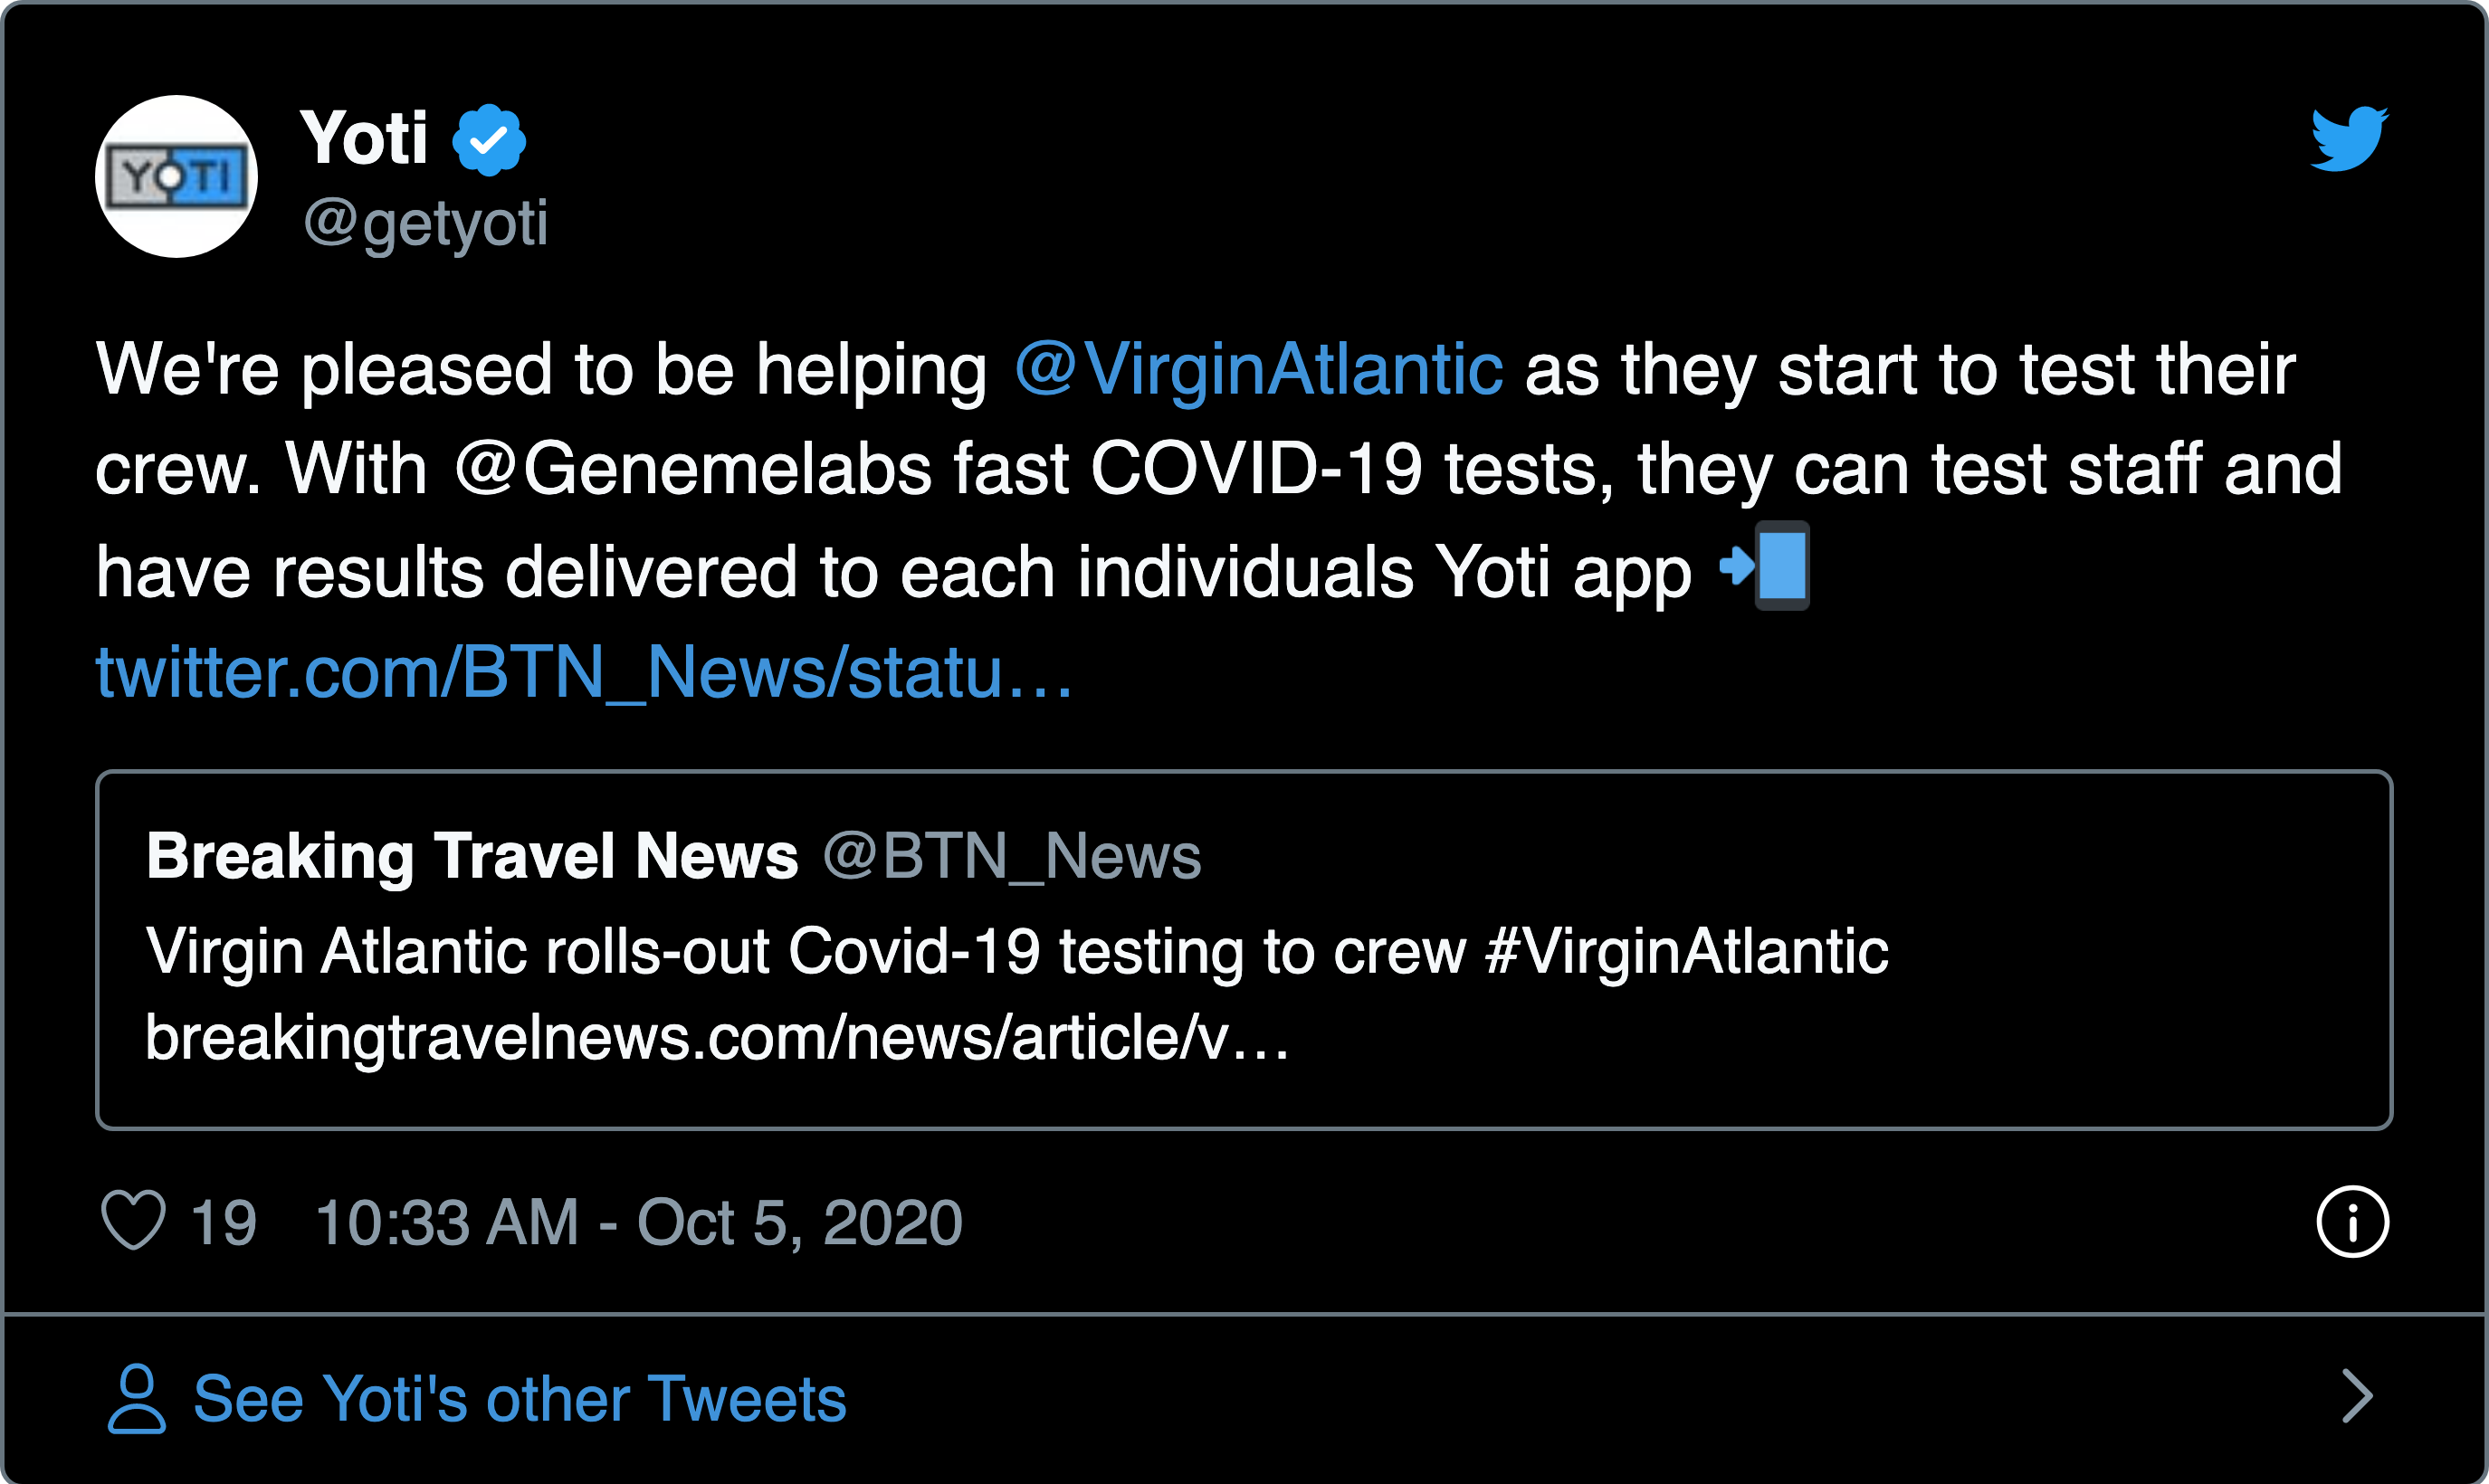 YOTI
Yoti
@getyoti
We're pleased to be helping @VirginAtlantic as they start to test their
crew. With @Genemelabs fast COVID-19 tests, they can test staff and
have results delivered to each individuals Yoti app 📲
twitter.com/BTN_News/statu…
Breaking Travel News @BTN_News
Virgin Atlantic rolls-out Covid-19 testing to crew #VirginAtlantic
breakingtravelnews.com/news/article/v…
19 10:33 AM - Oct 5, 2020
See Yoti's other Tweets